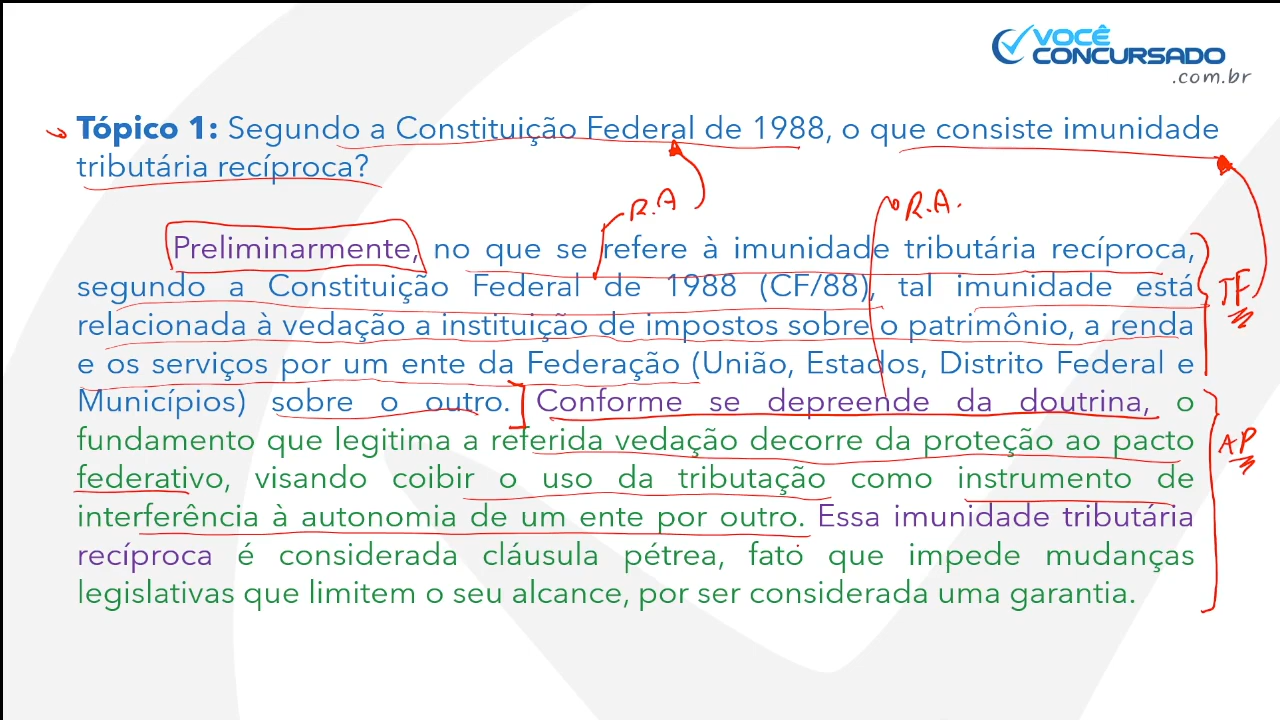 VOCÊ
CONCURSADO
.com.br
Tópico 1: Segundo a Constituição Federal de 1988, o que consiste imunidade
tributária recíproca?
R.A
R.A.
Preliminarmente, no que se refere à imunidade tributária recíproca,
segundo a Constituição Federal de 1988 (CF/88), tal imunidade está
TF
relacionada à vedação a instituição de impostos sobre o patrimônio, a renda
e os serviços por um ente da Federação (União, Estados, Distrito Federal e
Municípios) sobre o outro. Conforme se depreende da doutrina, o
fundamento que legitima a referida vedação decorre da proteção ao pacto
AP
federativo, visando coibir o uso da tributação como instrumento de
interferência à autonomia de um ente por outro. Essa imunidade tributária
recíproca é considerada cláusula pétrea, fato que impede mudanças
legislativas que limitem o seu alcance, por ser considerada uma garantia.